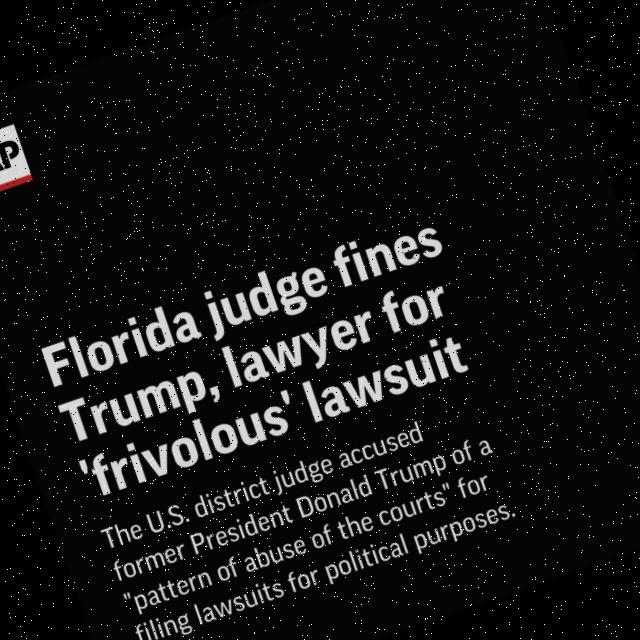 AP
Florida judge fines
Trump, lawyer for
'frivolous' lawsuit
The U.S. district judge accused
former President Donald Trump of a
"pattern of abuse of the courts" for
filing lawsuits for political purposes.